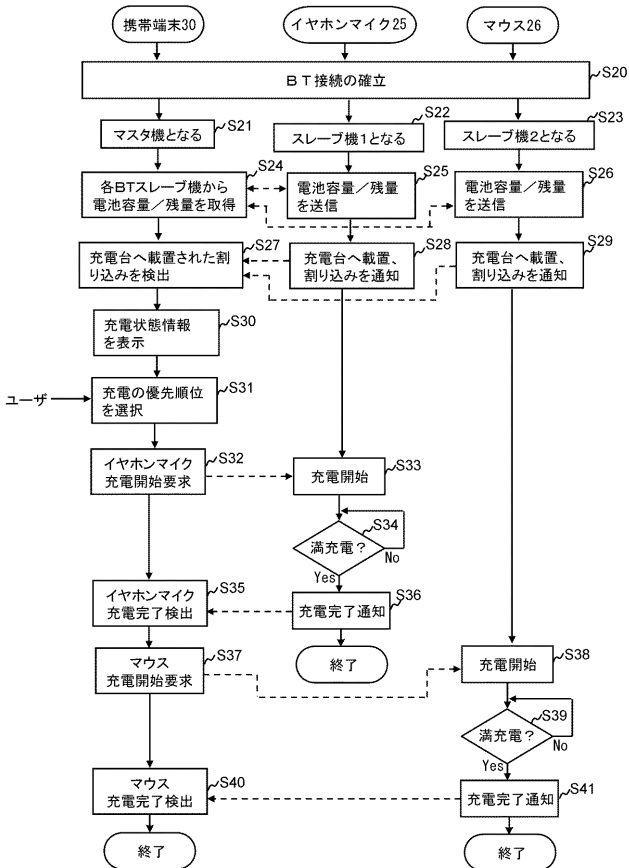 携帯端末30
イヤホンマイク25
マウス26
BT接続の確立
S20
マスタ機となる
S21
スレーブ機1となる
S22
スレーブ機2となる
S23
各BTスレーブ機から
電池容量/残量を取得
S24
電池容量/残量
を送信
S25
電池容量/残量
を送信
S26
充電台へ載置された割
り込みを検出
S27
充電台へ載置、
割り込みを通知
S28
充電台へ載置、
割り込みを通知
S29
充電状態情報
を表示
S30
ユーザ
充電の優先順位
を選択
S31
イヤホンマイク
充電開始要求
S32
充電開始
S33
満充電?
S34
No
Yes
イヤホンマイク
充電完了検出
S35
充電完了通知
S36
終了
マウス
充電開始要求
S37
充電開始
S38
満充電?
S39
No
Yes
マウス
充電完了検出
S40
充電完了通知
S41
終了
終了